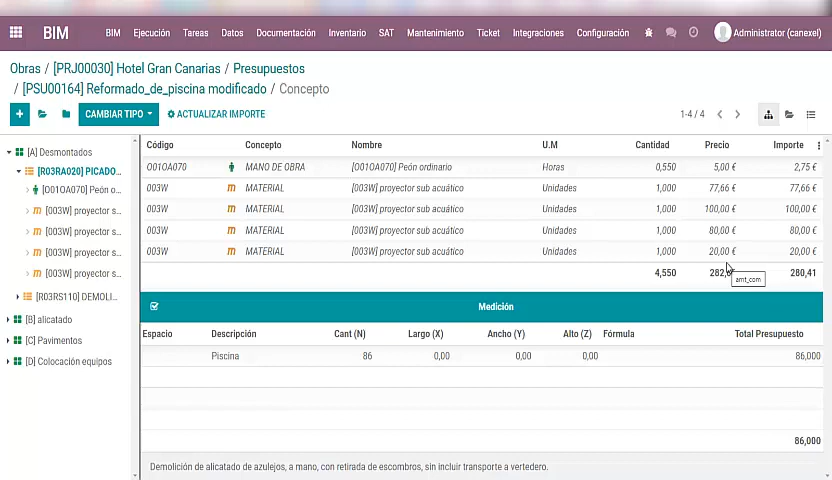 BIM BIM Ejecución Tareas Datos Documentación Inventario SAT Mantenimiento Ticket Integraciones Configuración Administrator (canexel)
Obras / [PRJ00030] Hotel Gran Canarias / Presupuestos
/ [PSU00164] Reformado_de_piscina modificado / Concepto
+ CAMBIAR TIPO ACTUALIZAR IMPORTE 1-4 / 4
Código Concepto Nombre U.M Cantidad Precio Importe
O01OA070 MANO DE OBRA [O01OA070] Peón ordinario Horas 0,550 5,00 € 2,75 €
003W m MATERIAL [003W] proyector sub acuático Unidades 1,000 77,66 € 77,66 €
003W m MATERIAL [003W] proyector sub acuático Unidades 1,000 100,00 € 100,00 €
003W m MATERIAL [003W] proyector sub acuático Unidades 1,000 80,00 € 80,00 €
003W m MATERIAL [003W] proyector sub acuático Unidades 1,000 20,00 € 20,00 €
4,550 280,41
amt_com
[A] Desmontados
[R03RA020] PICADO...
[O01OA070] Peón o...
m [003W] proyector s...
m [003W] proyector s...
m [003W] proyector s...
m [003W] proyector s...
[R03RS110] DEMOLI...
[B] alicatado
[C] Pavimentos
[D] Colocación equipos
Medición
Espacio Descripción Cant (N) Largo (X) Ancho (Y) Alto (Z) Fórmula Total Presupuesto
Piscina 86 0,00 0,00 0,00 86,000
86,000
Demolición de alicatado de azulejos, a mano, con retirada de escombros, sin incluir transporte a vertedero.